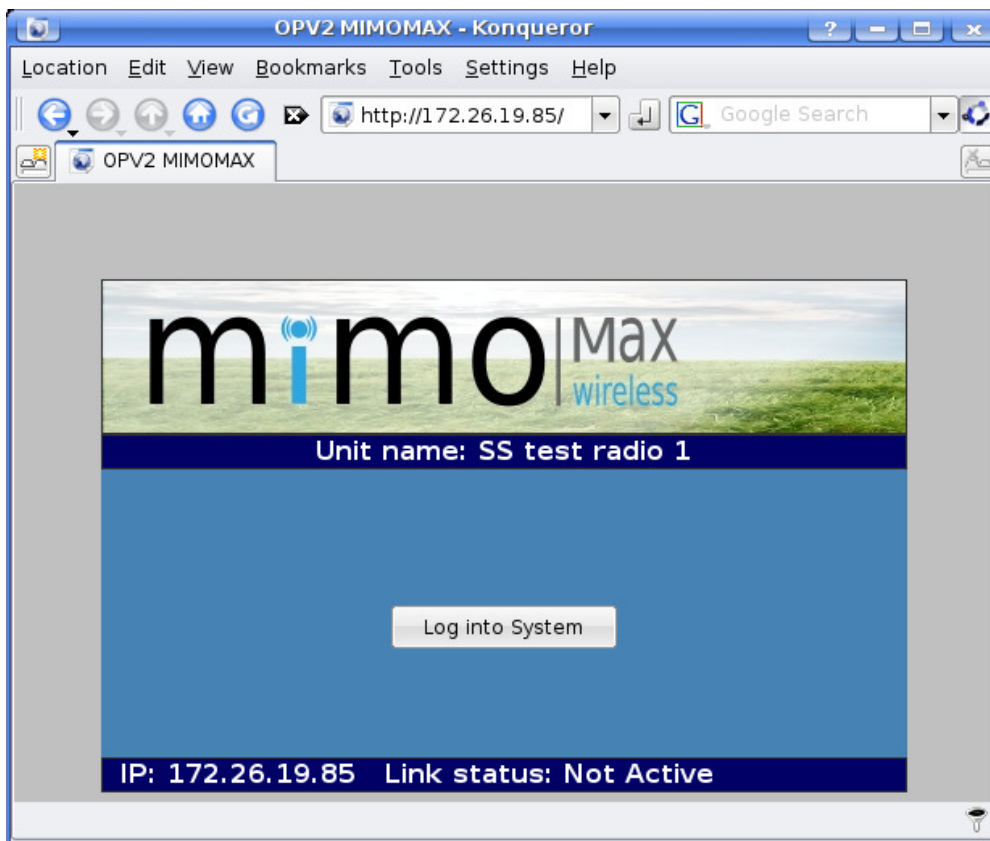 OPV2 MIMOMAX - Konqueror
Location Edit View Bookmarks Tools Settings Help
http://172.26.19.85/ G Google Search
OPV2 MIMOMAX
mimo Max
wireless
Unit name: SS test radio 1
Log into System
IP: 172.26.19.85 Link status: Not Active